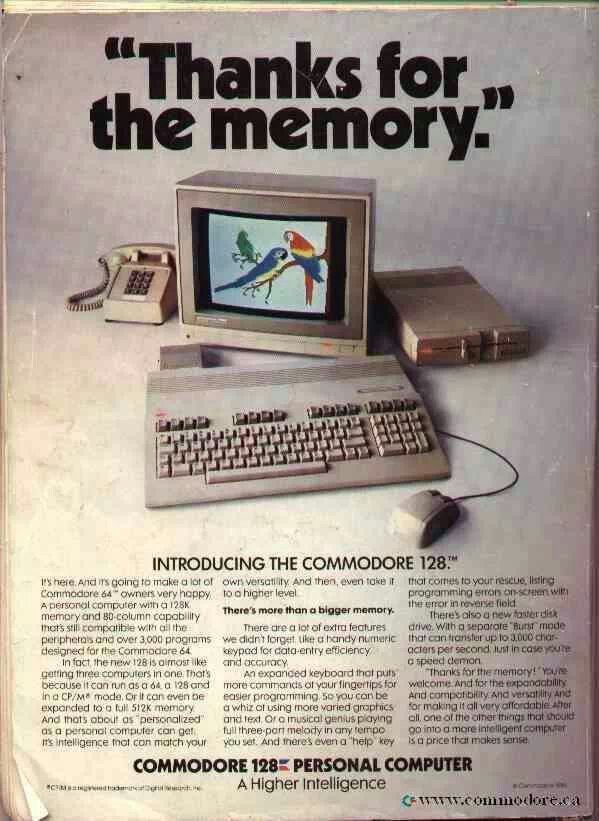 “Thanks for
the memory.”
INTRODUCING THE COMMODORE 128.™
It's here. And it's going to make a lot of
Commodore 64™ owners very happy.
A personal computer with a 128K
memory and 80-column capability
that's still compatible with all the
peripherals and over 3,000 programs
designed for the Commodore 64.
In fact, the new 128 is almost like
getting three computers in one. That's
because it can run as a 64, a 128 and
in a CP/M® mode. Or it can even be
expanded to a full 512K memory.
And that's about as "personalized"
as a personal computer can get.
It's intelligence that can match your
own versatility. And then, even take it
to a higher level.
There's more than a bigger memory.
There are a lot of extra features
we didn't forget. Like a handy numeric
keypad for data-entry efficiency
and accuracy.
An expanded keyboard that puts
more commands at your fingertips for
easier programming. So you can be
a whiz at using more varied graphics
and text. Or a musical genius playing
full three-part melody in any tempo
you set. And there's even a "help" key
that comes to your rescue, listing
programming errors on-screen with
the error in reverse field.
There's also a new faster disk
drive. With a separate "Burst" mode
that can transfer up to 3,000 char-
acters per second. Just in case you're
a speed demon.
"Thanks for the memory!" You're
welcome. And for the expandability.
And compatibility. And versatility. And
for making it all very affordable. After
all, one of the other things that should
go into a more intelligent computer
is a price that makes sense.
COMMODORE 128 PERSONAL COMPUTER
A Higher Intelligence
®CP/M is a registered trademark of Digital Research, Inc.
© Commodore 1985
www.commodore.ca